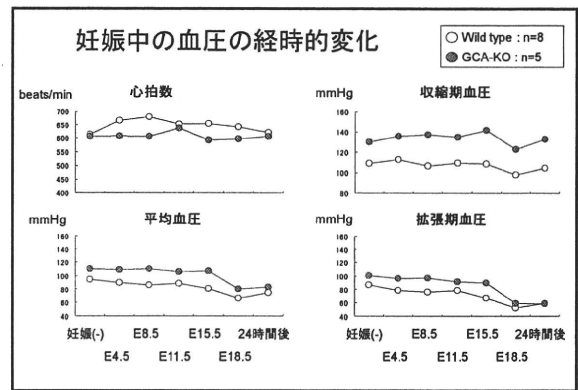 妊娠中の血圧の経時的変化
Wild type : n=8
GCA-KO : n=5
beats/min
心拍数
700
650
600
550
500
450
400
mmHg
収縮期血圧
160
140
120
100
80
mmHg
平均血圧
160
140
120
100
80
60
40
妊娠(-) E8.5 E15.5 24時間後
E4.5 E11.5 E18.5
mmHg
拡張期血圧
160
140
120
100
80
60
40
妊娠(-) E8.5 E15.5 24時間後
E4.5 E11.5 E18.5